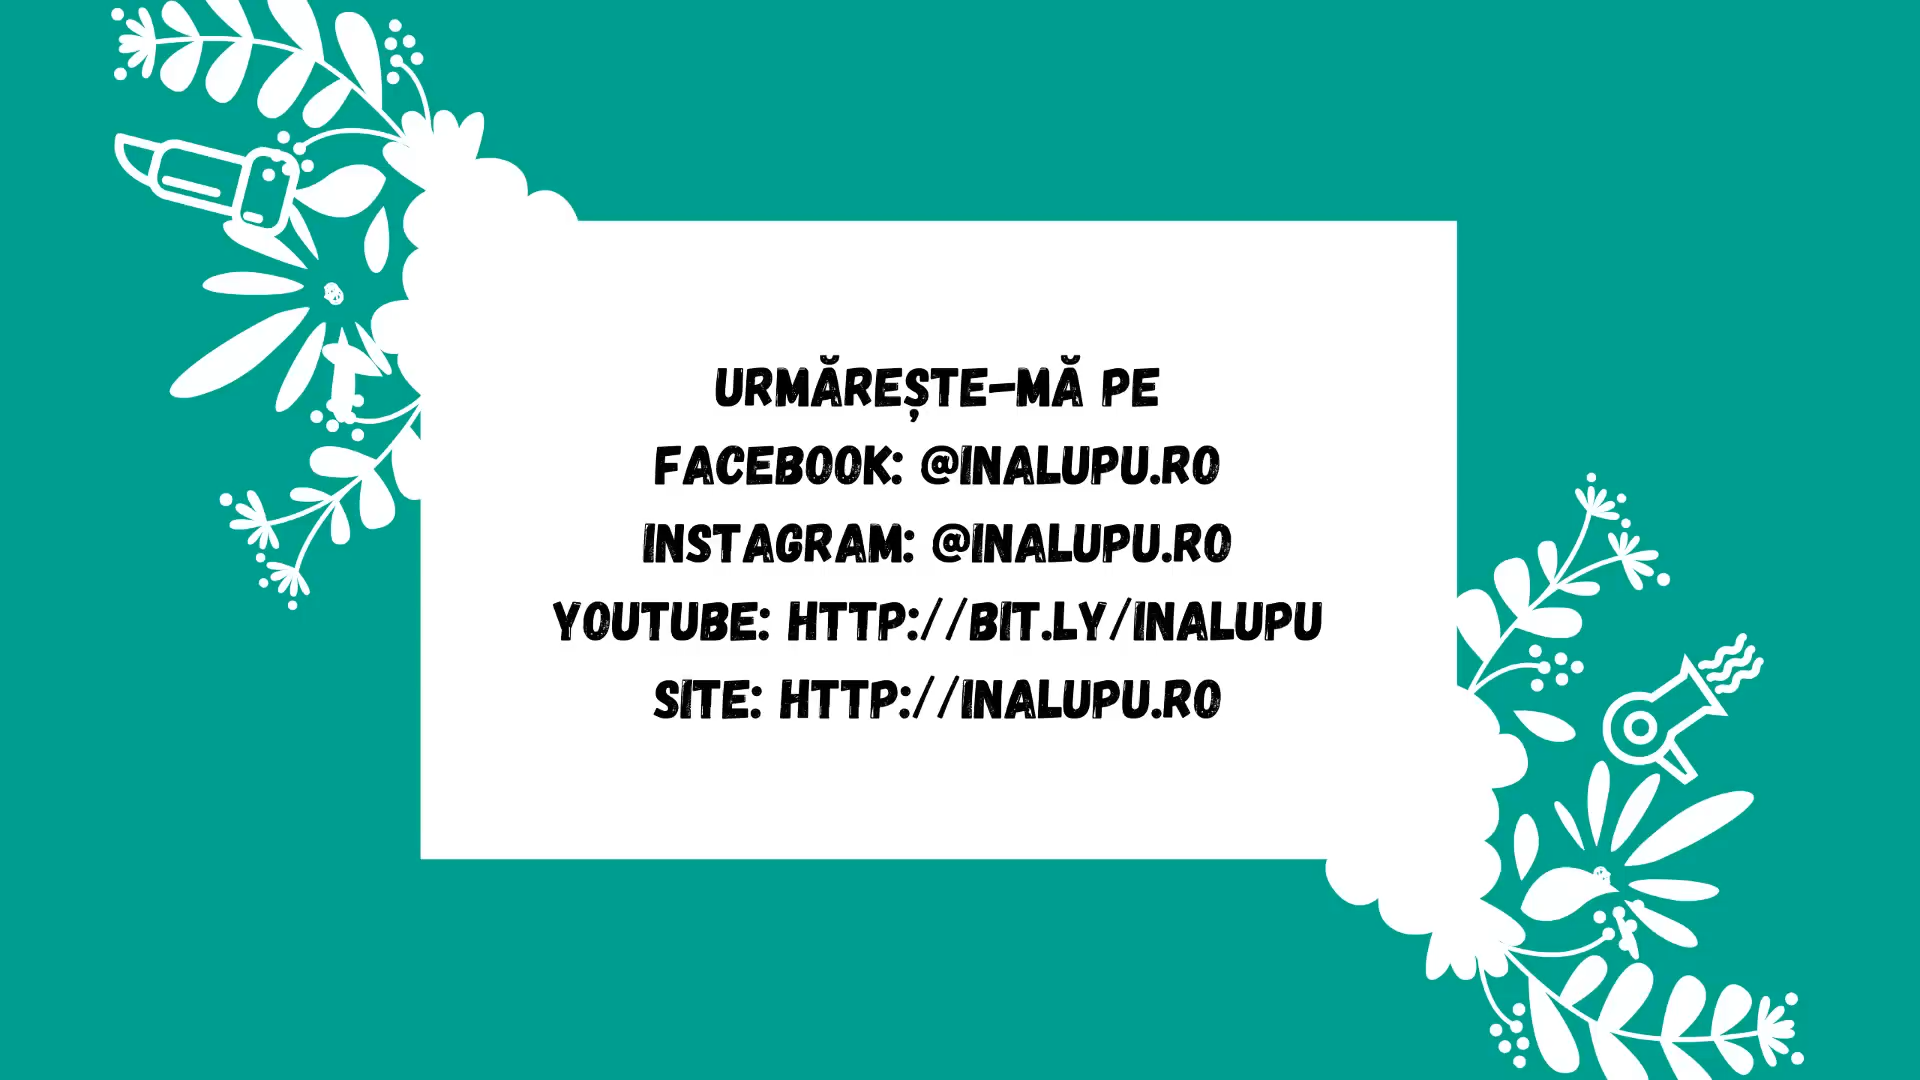 URMĂREȘTE-MĂ PE
FACEBOOK: @INALUPU.RO
INSTAGRAM: @INALUPU.RO
YOUTUBE: HTTP://BIT.LY/INALUPU
SITE: HTTP://INALUPU.RO